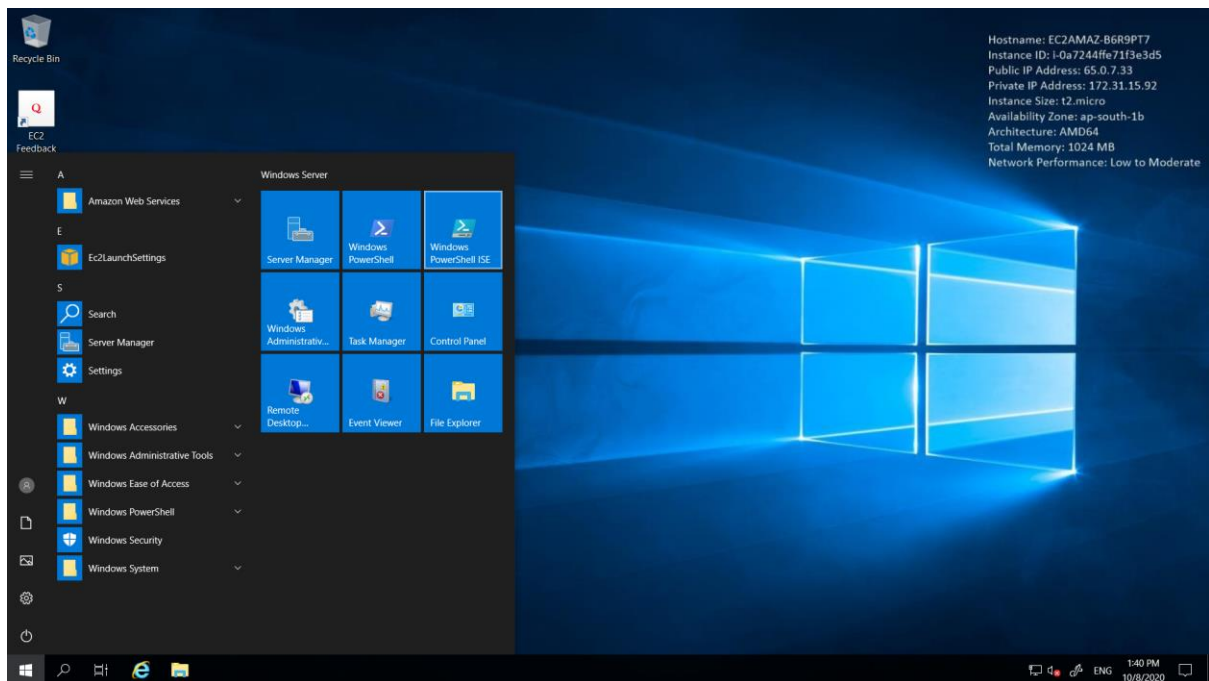 Recycle Bin
Q
EC2
Feedback
Hostname: EC2AMAZ-B6R9PT7
Instance ID: i-0a7244ffe71f3e3d5
Public IP Address: 65.0.7.33
Private IP Address: 172.31.15.92
Instance Size: t2.micro
Availability Zone: ap-south-1b
Architecture: AMD64
Total Memory: 1024 MB
Network Performance: Low to Moderate
A
Amazon Web Services
E
Ec2LaunchSettings
S
Search
Server Manager
Settings
W
Windows Accessories
Windows Administrative Tools
Windows Ease of Access
Windows PowerShell
Windows Security
Windows System
Windows Server
Server Manager
Windows
PowerShell
Windows
PowerShell ISE
Windows
Administrativ...
Task Manager
Control Panel
Remote
Desktop...
Event Viewer
File Explorer
ENG
1:40 PM
10/8/2020